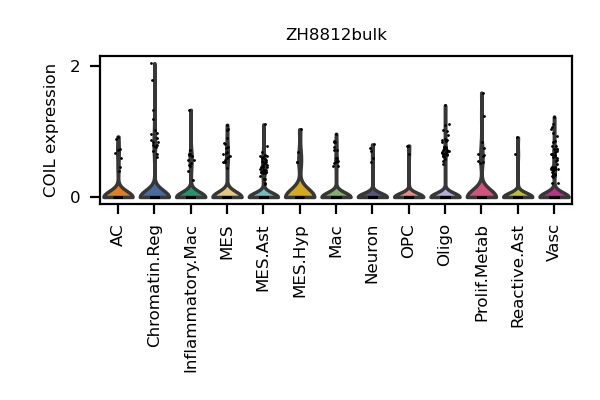 ZH8812bulk
COIL expression
2
0
AC
Chromatin.Reg
Inflammatory.Mac
MES
MES.Ast
MES.Hyp
Mac
Neuron
OPC
Oligo
Prolif.Metab
Reactive.Ast
Vasc